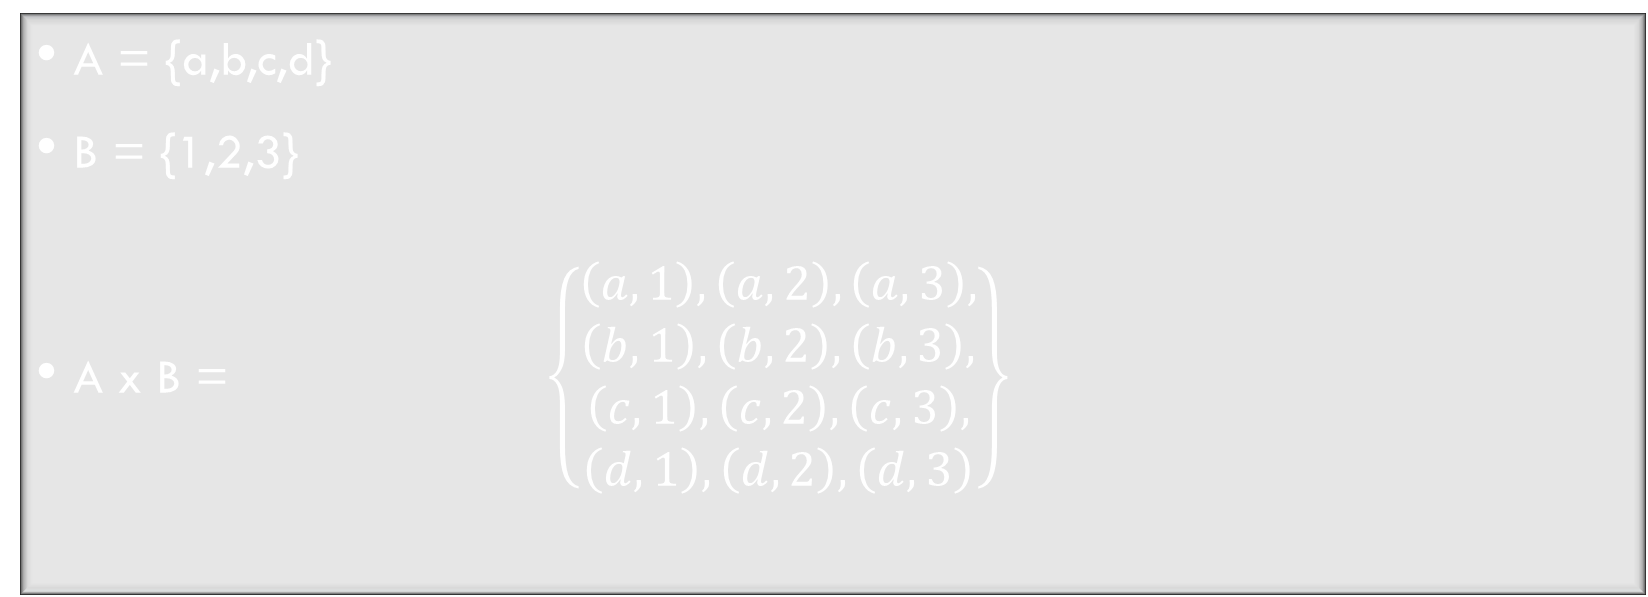 • A = {a,b,c,d}
• B = {1,2,3}
• A x B = {(a, 1), (a, 2), (a, 3),
(b, 1), (b, 2), (b, 3),
(c, 1), (c, 2), (c, 3),
(d, 1), (d, 2), (d, 3)}